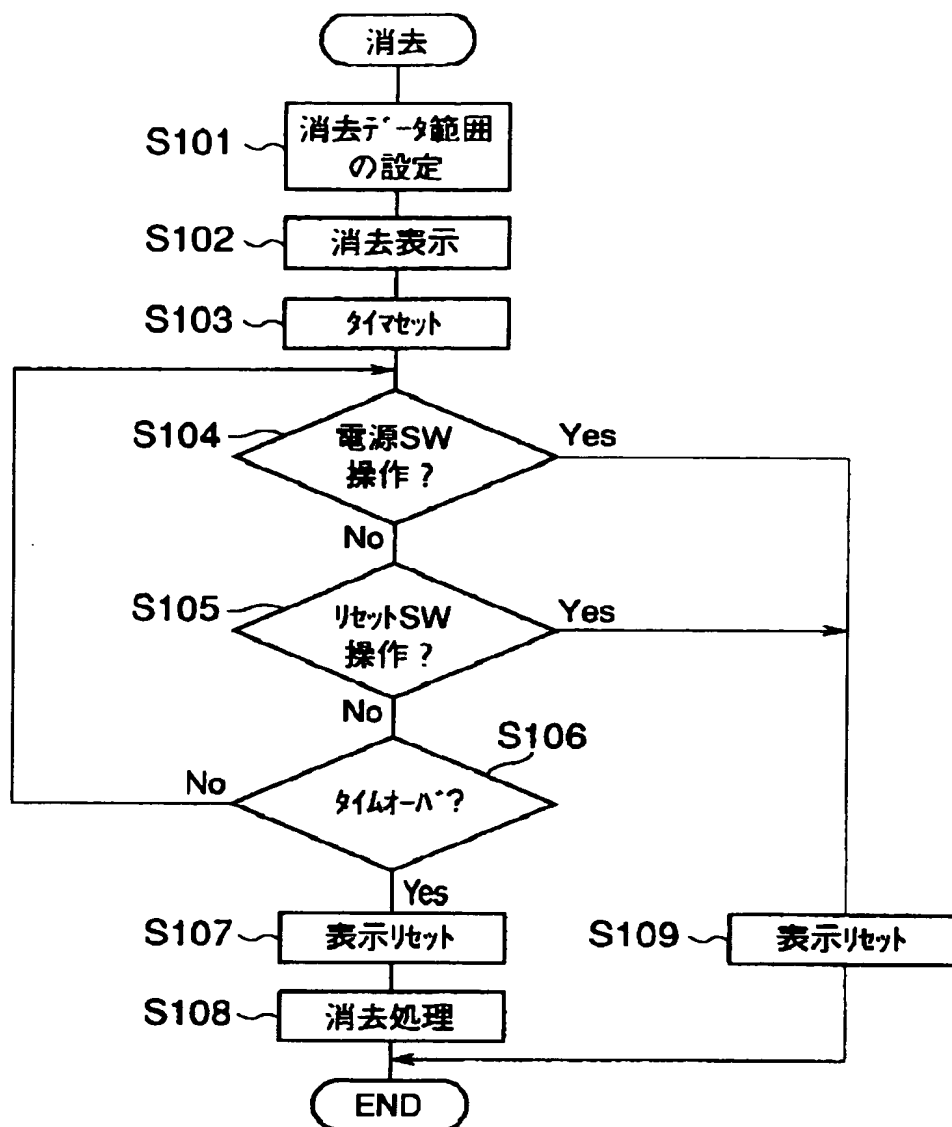 消去
S101
消去データ範囲
の設定
S102
消去表示
S103
タイマセット
S104
電源SW
操作?
Yes
No
S105
リセットSW
操作?
Yes
No
S106
タイムオーバ?
No
Yes
S107
表示リセット
S109
表示リセット
S108
消去処理
END